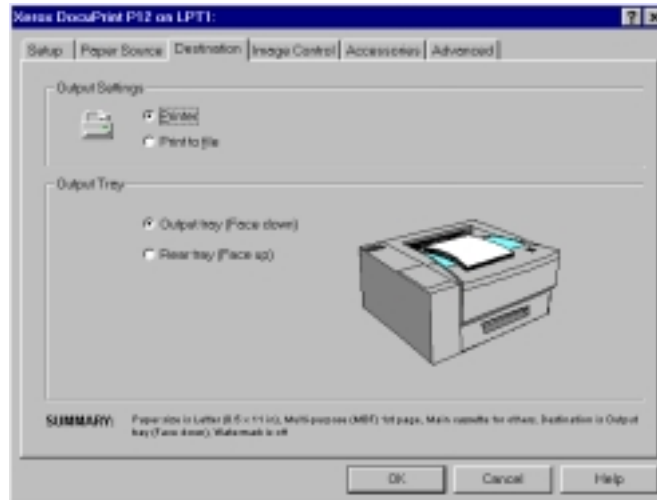 Xerox DocuPrint P12 on LPT1:
Setup Paper Source Destination Image Control Accessories Advanced
Output Settings
Printer
Print to file
Output Tray
Output tray (Face down)
Rear tray (Face up)
SUMMARY: Paper size is Letter (8.5 x 11 in), Multi-purpose (MBT) 1st page, Main cassette for others, Destination is Output
tray (Face down), Watermark is off
OK Cancel Help